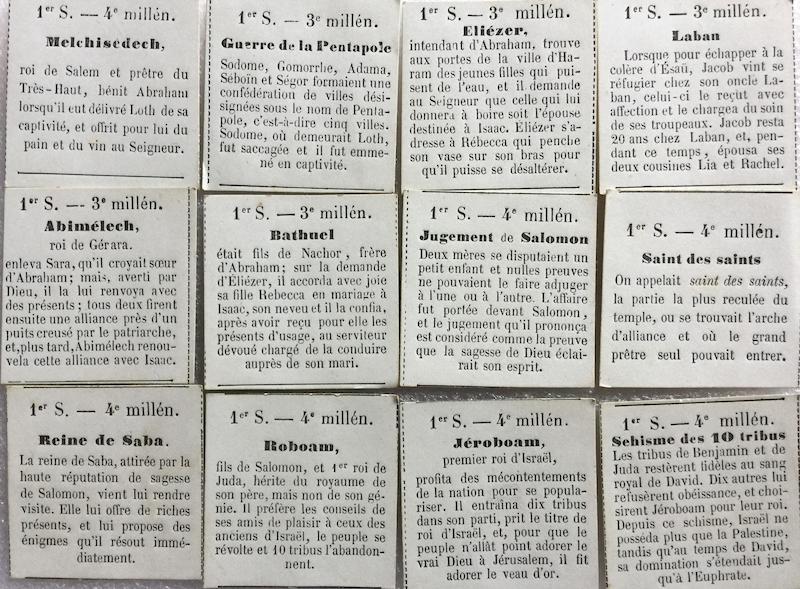 1er S. — 4e millén.
Melchisédech,
roi de Salem et prêtre du
Très-Haut, bénit Abraham
lorsqu'il eut délivré Loth de sa
captivité, et offrit pour lui du
pain et du vin au Seigneur.
1er S. — 3e millén.
Guerre de la Pentapole
Sodome, Gomorrhe, Adama,
Séboïn et Ségor formaient une
confédération de villes dési-
signées sous le nom de Penta-
pole, c'est-à-dire cinq villes.
Sodome, où demeurait Loth,
fut saccagée et il fut emme-
né en captivité.
1er S. — 3e millén.
Eliézer,
intendant d'Abraham, trouve
aux portes de la ville d'Ha-
ram des jeunes filles qui pui-
sent de l'eau, et il demande
au Seigneur que celle qui lui
donnera à boire soit l'épouse
destinée à Isaac. Eliézer s'a-
dresse à Rébecca qui penche
son vase sur son bras pour
qu'il puisse se désaltérer.
1er S. — 3e millén.
Laban
Lorsque pour échapper à la
colère d'Ésaü, Jacob vint se
réfugier chez son oncle La-
ban, celui-ci le reçut avec
affection et le chargea du soin
de ses troupeaux. Jacob resta
20 ans chez Laban, et, pen-
dant ce temps, épousa ses
deux cousines Lia et Rachel.
1er S. — 3e millén.
Abimélech,
roi de Gérara.
enleva Sara, qu'il croyait sœur
d'Abraham; mais, averti par
Dieu, il la lui renvoya avec
des présents; tous deux firent
ensuite une alliance près d'un
puits creusé par le patriarche,
et, plus tard, Abimélech renou-
vela cette alliance avec Isaac.
1er S. — 3e millén.
Bathuel
était fils de Nachor, frère
d'Abraham; sur la demande
d'Éliézer, il accorda avec joie
sa fille Rebecca en mariage à
Isaac, son neveu et il la confia,
après avoir reçu pour elle les
présents d'usage, au serviteur
dévoué chargé de la conduire
auprès de son mari.
1er S. — 4e millén.
Jugement de Salomon
Deux mères se disputaient un
petit enfant et nulles preuves
ne pouvaient le faire adjuger
à l'une ou à l'autre. L'affaire
fut portée devant Salomon,
et le jugement qu'il prononça
est considéré comme la preuve
que la sagesse de Dieu éclai-
rait son esprit.
1er S. — 4e millén.
Saint des saints
On appelait saint des saints,
la partie la plus reculée du
temple, ou se trouvait l'arche
d'alliance et où le grand
prêtre seul pouvait entrer.
1er S. — 4e millén.
Reine de Saba.
La reine de Saba, attirée par la
haute réputation de sagesse
de Salomon, vient lui rendre
visite. Elle lui offre de riches
présents, et lui propose des
énigmes qu'il résout immé-
diatement.
1er S. — 4e millén.
Roboam,
fils de Salomon, et 1er roi de
Juda, hérite du royaume de
son père, mais non de son gé-
nie. Il préfère les conseils de
ses amis de plaisir à ceux des
anciens d'Israël, le peuple se
révolte et 10 tribus l'abandon-
nent.
1er S. — 4e millén.
Jéroboam,
premier roi d'Israël,
profita des mécontentements
de la nation pour se popula-
riser. Il entraîna dix tribus
dans son parti, prit le titre de
roi d'Israël, et, pour que le
peuple n'allât point adorer le
vrai Dieu à Jérusalem, il fit
adorer le veau d'or.
1er S. — 4e millén.
Schisme des 10 tribus
Les tribus de Benjamin et de
Juda restèrent fidèles au sang
royal de David. Dix autres lui
refusèrent obéissance, et choi-
sirent Jéroboam pour leur roi.
Depuis ce schisme, Israël ne
posséda plus que la Palestine,
tandis qu'au temps de David,
sa domination s'étendait jus-
qu'à l'Euphrate.